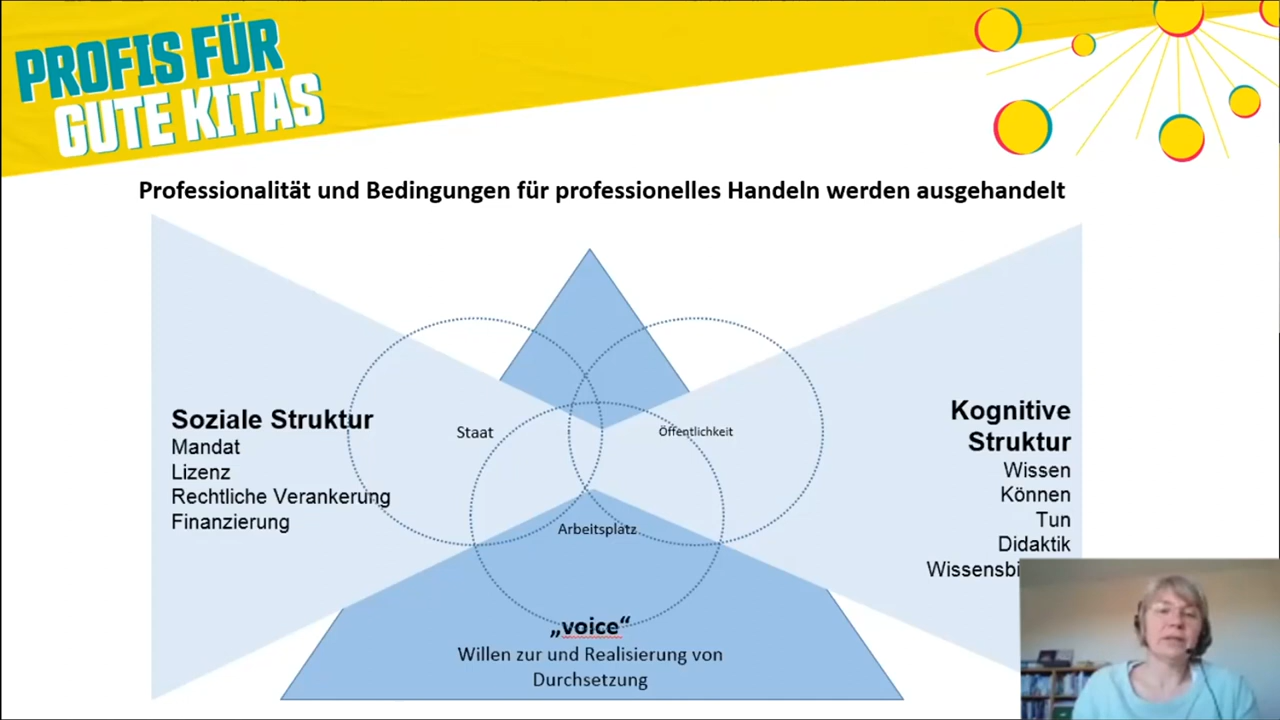 PROFIS FÜR
GUTE KITAS
Professionalität und Bedingungen für professionelles Handeln werden ausgehandelt
Soziale Struktur
Mandat
Lizenz
Rechtliche Verankerung
Finanzierung
Staat
Öffentlichkeit
Arbeitsplatz
Kognitive
Struktur
Wissen
Können
Tun
Didaktik
„voice“
Willen zur und Realisierung von
Durchsetzung